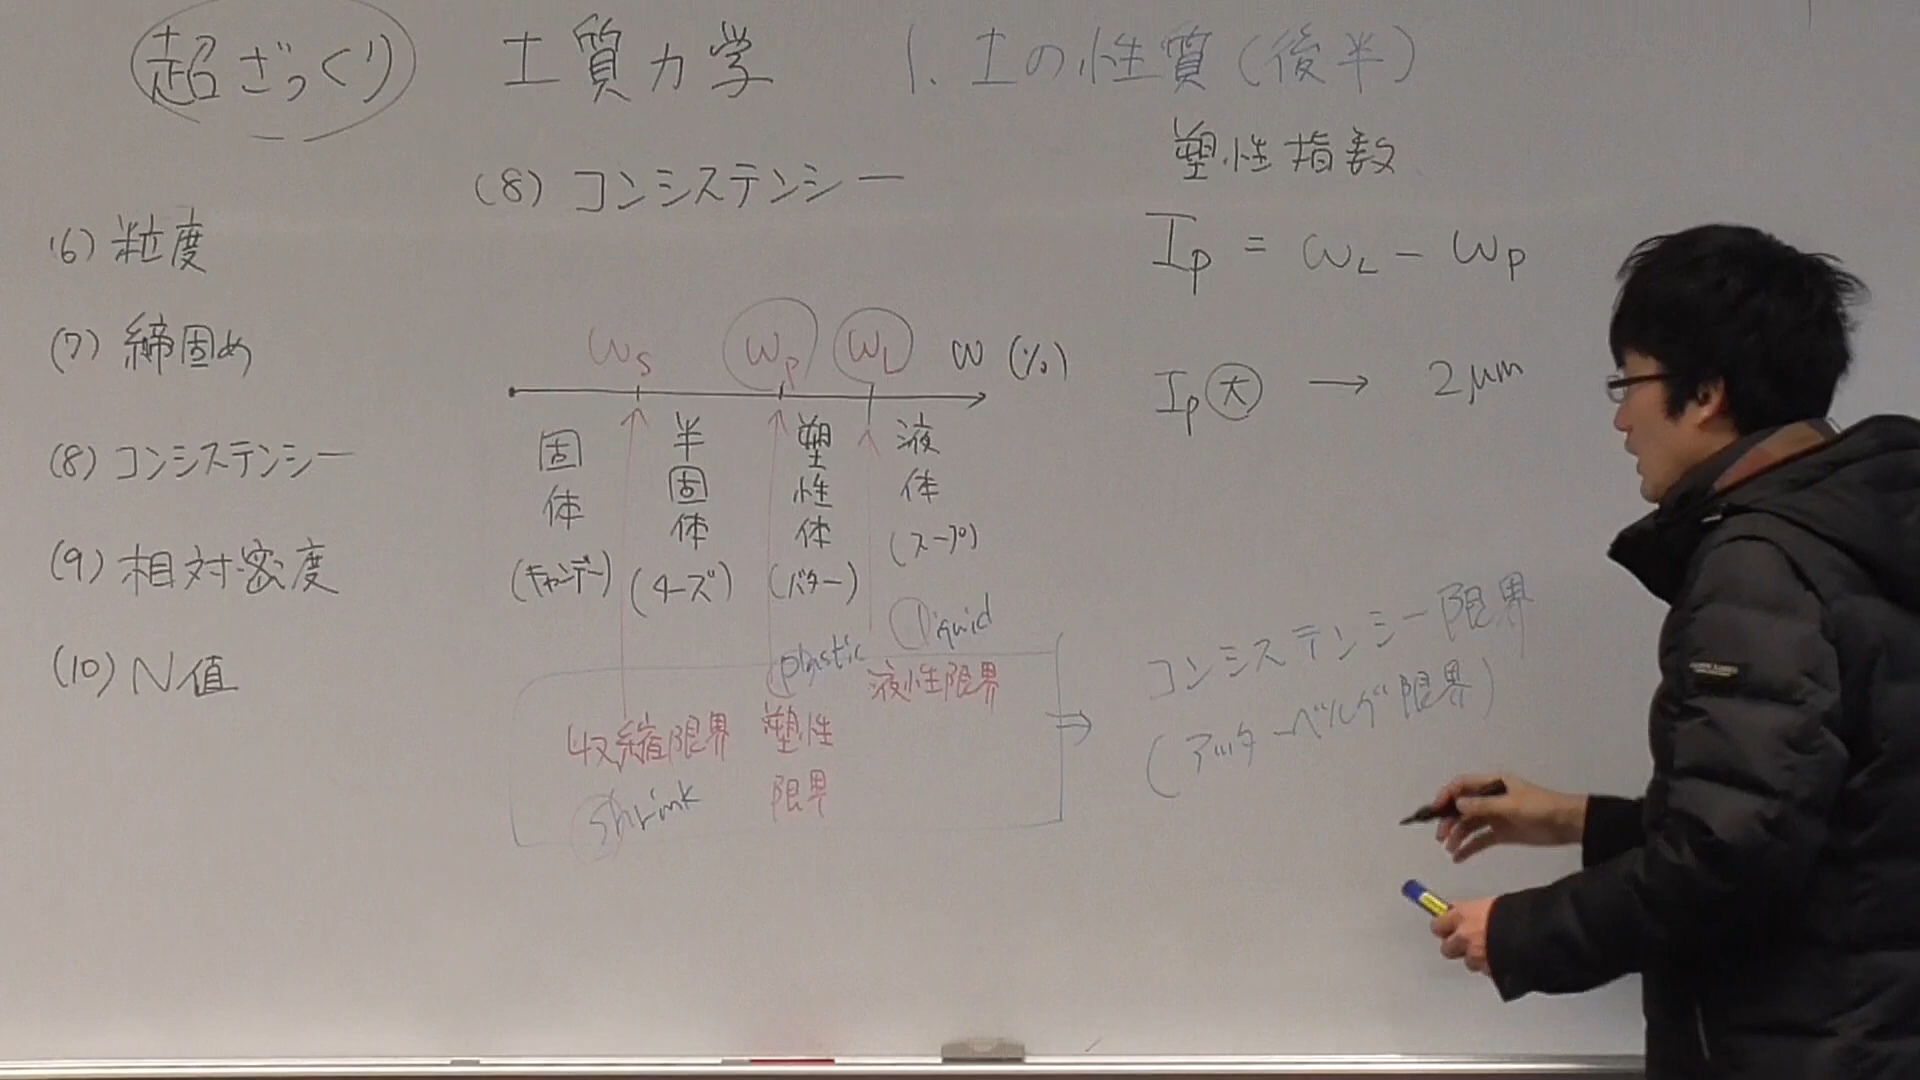 超ざっくり 土質力学 1. 土の性質(後半)
(6) 粒度
(7) 締固め
(8) コンシステンシー
(9) 相対密度
(10) N値
(8) コンシステンシー
ws wp wL w (%)
固体 (キャンデー)
半固体 (チーズ)
塑性体 (バター)
液体 (スープ)
liquid
plastic
液性限界
収縮限界
塑性限界
shrink
⇒
コンシステンシー限界
(アッターベルグ限界)
塑性指数
Ip = wL - wp
Ip 大 → 2μm